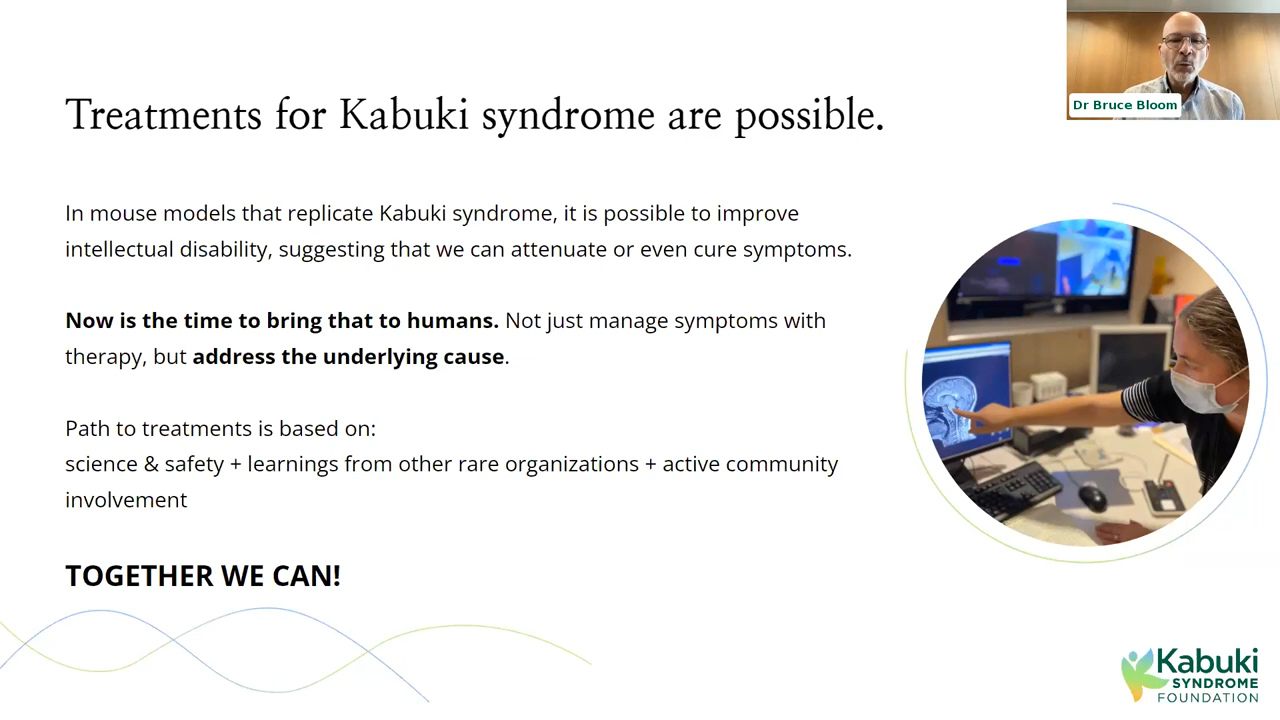 Dr Bruce Bloom
Treatments for Kabuki syndrome are possible.
In mouse models that replicate Kabuki syndrome, it is possible to improve
intellectual disability, suggesting that we can attenuate or even cure symptoms.
Now is the time to bring that to humans. Not just manage symptoms with
therapy, but address the underlying cause.
Path to treatments is based on:
science & safety + learnings from other rare organizations + active community
involvement
TOGETHER WE CAN!
Kabuki
SYNDROME
FOUNDATION